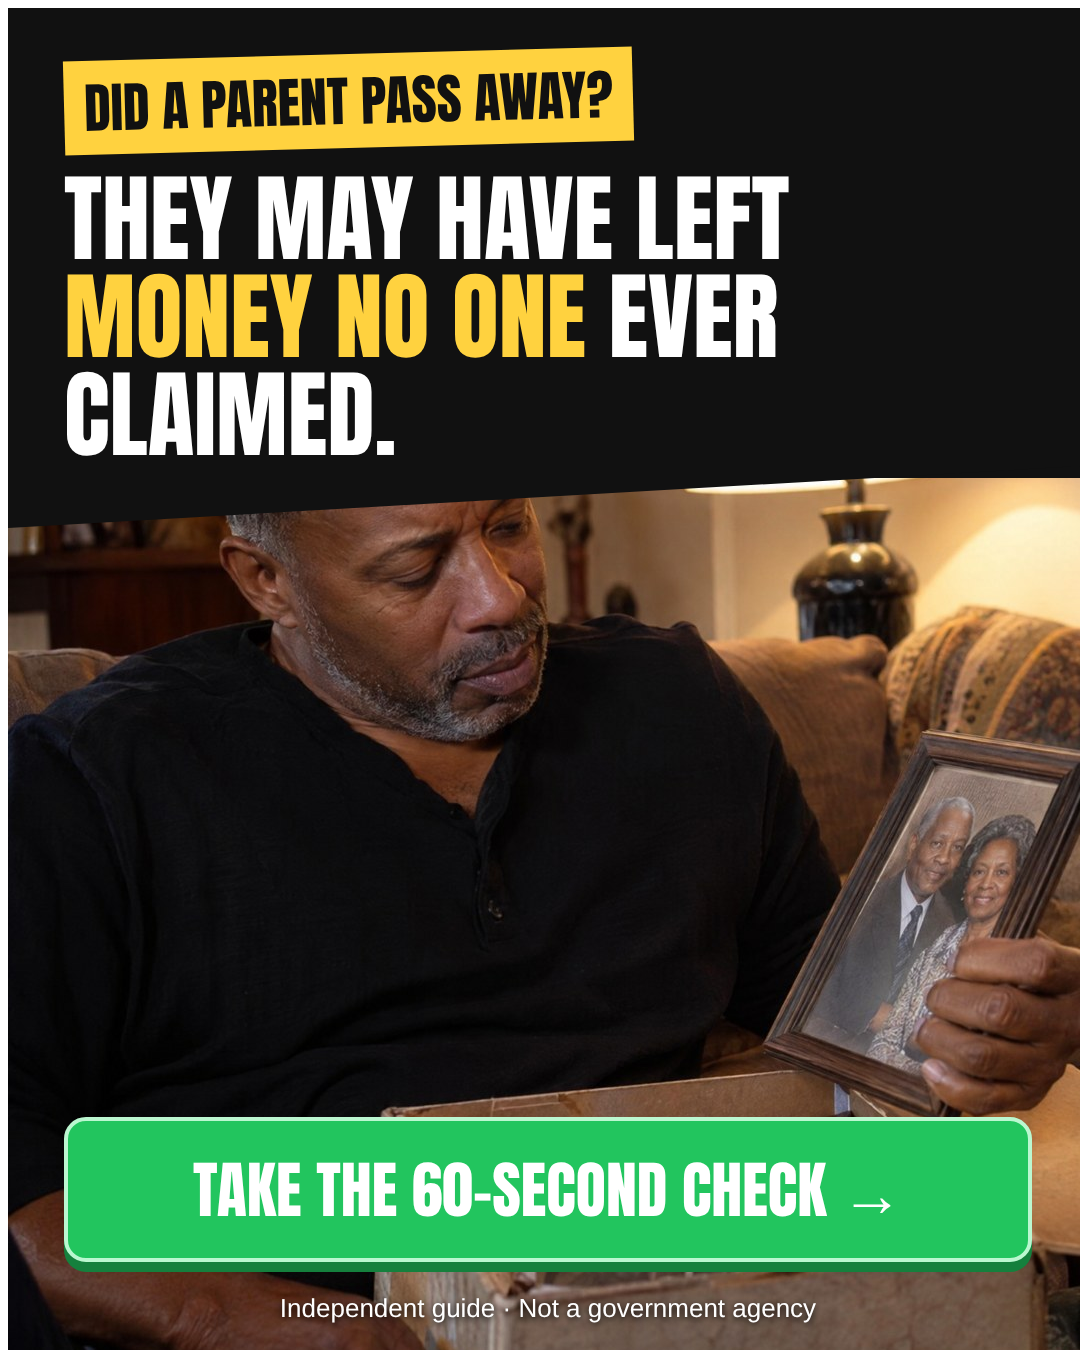 DID A PARENT PASS AWAY?
THEY MAY HAVE LEFT
MONEY NO ONE EVER
CLAIMED.
TAKE THE 60-SECOND CHECK →
Independent guide · Not a government agency